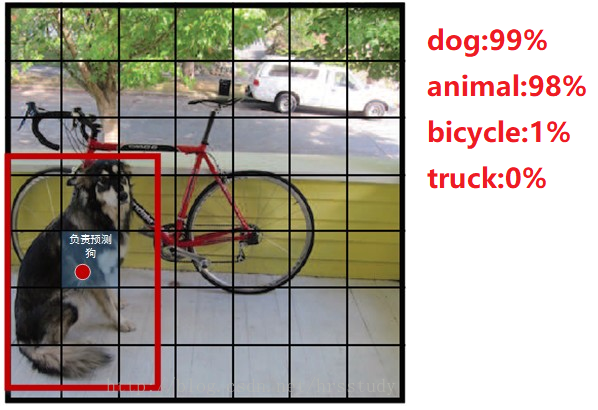 dog:99%
animal:98%
bicycle:1%
truck:0%
负责预测
狗